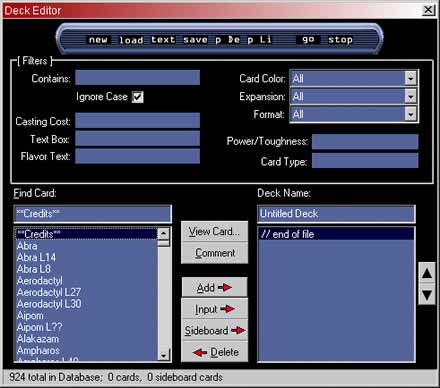 Deck Editor
new load text save p De p Li go stop
[ Filters ]
Contains:
Ignore Case
Casting Cost:
Text Box:
Flavor Text:
Card Color: All
Expansion: All
Format: All
Power/Toughness:
Card Type:
Find Card:
**Credits**
**Credits**
Abra
Abra L14
Abra L8
Aerodactyl
Aerodactyl L27
Aerodactyl L30
Aipom
Aipom L??
Alakazam
Ampharos
Ampharos L40
View Card...
Comment
Add
Input
Sideboard
Delete
Deck Name:
Untitled Deck
// end of file
924 total in Database; 0 cards, 0 sideboard cards